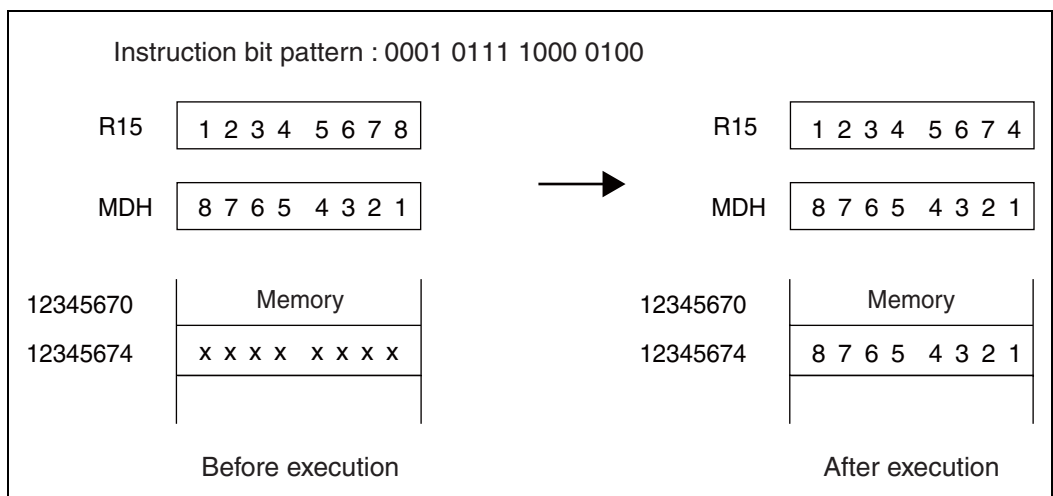 Instruction bit pattern : 0001 0111 1000 0100
R15 1 2 3 4 5 6 7 8 R15 1 2 3 4 5 6 7 4
MDH 8 7 6 5 4 3 2 1 MDH 8 7 6 5 4 3 2 1
12345670 Memory 12345670 Memory
12345674 x x x x x x x x 12345674 8 7 6 5 4 3 2 1
Before execution After execution